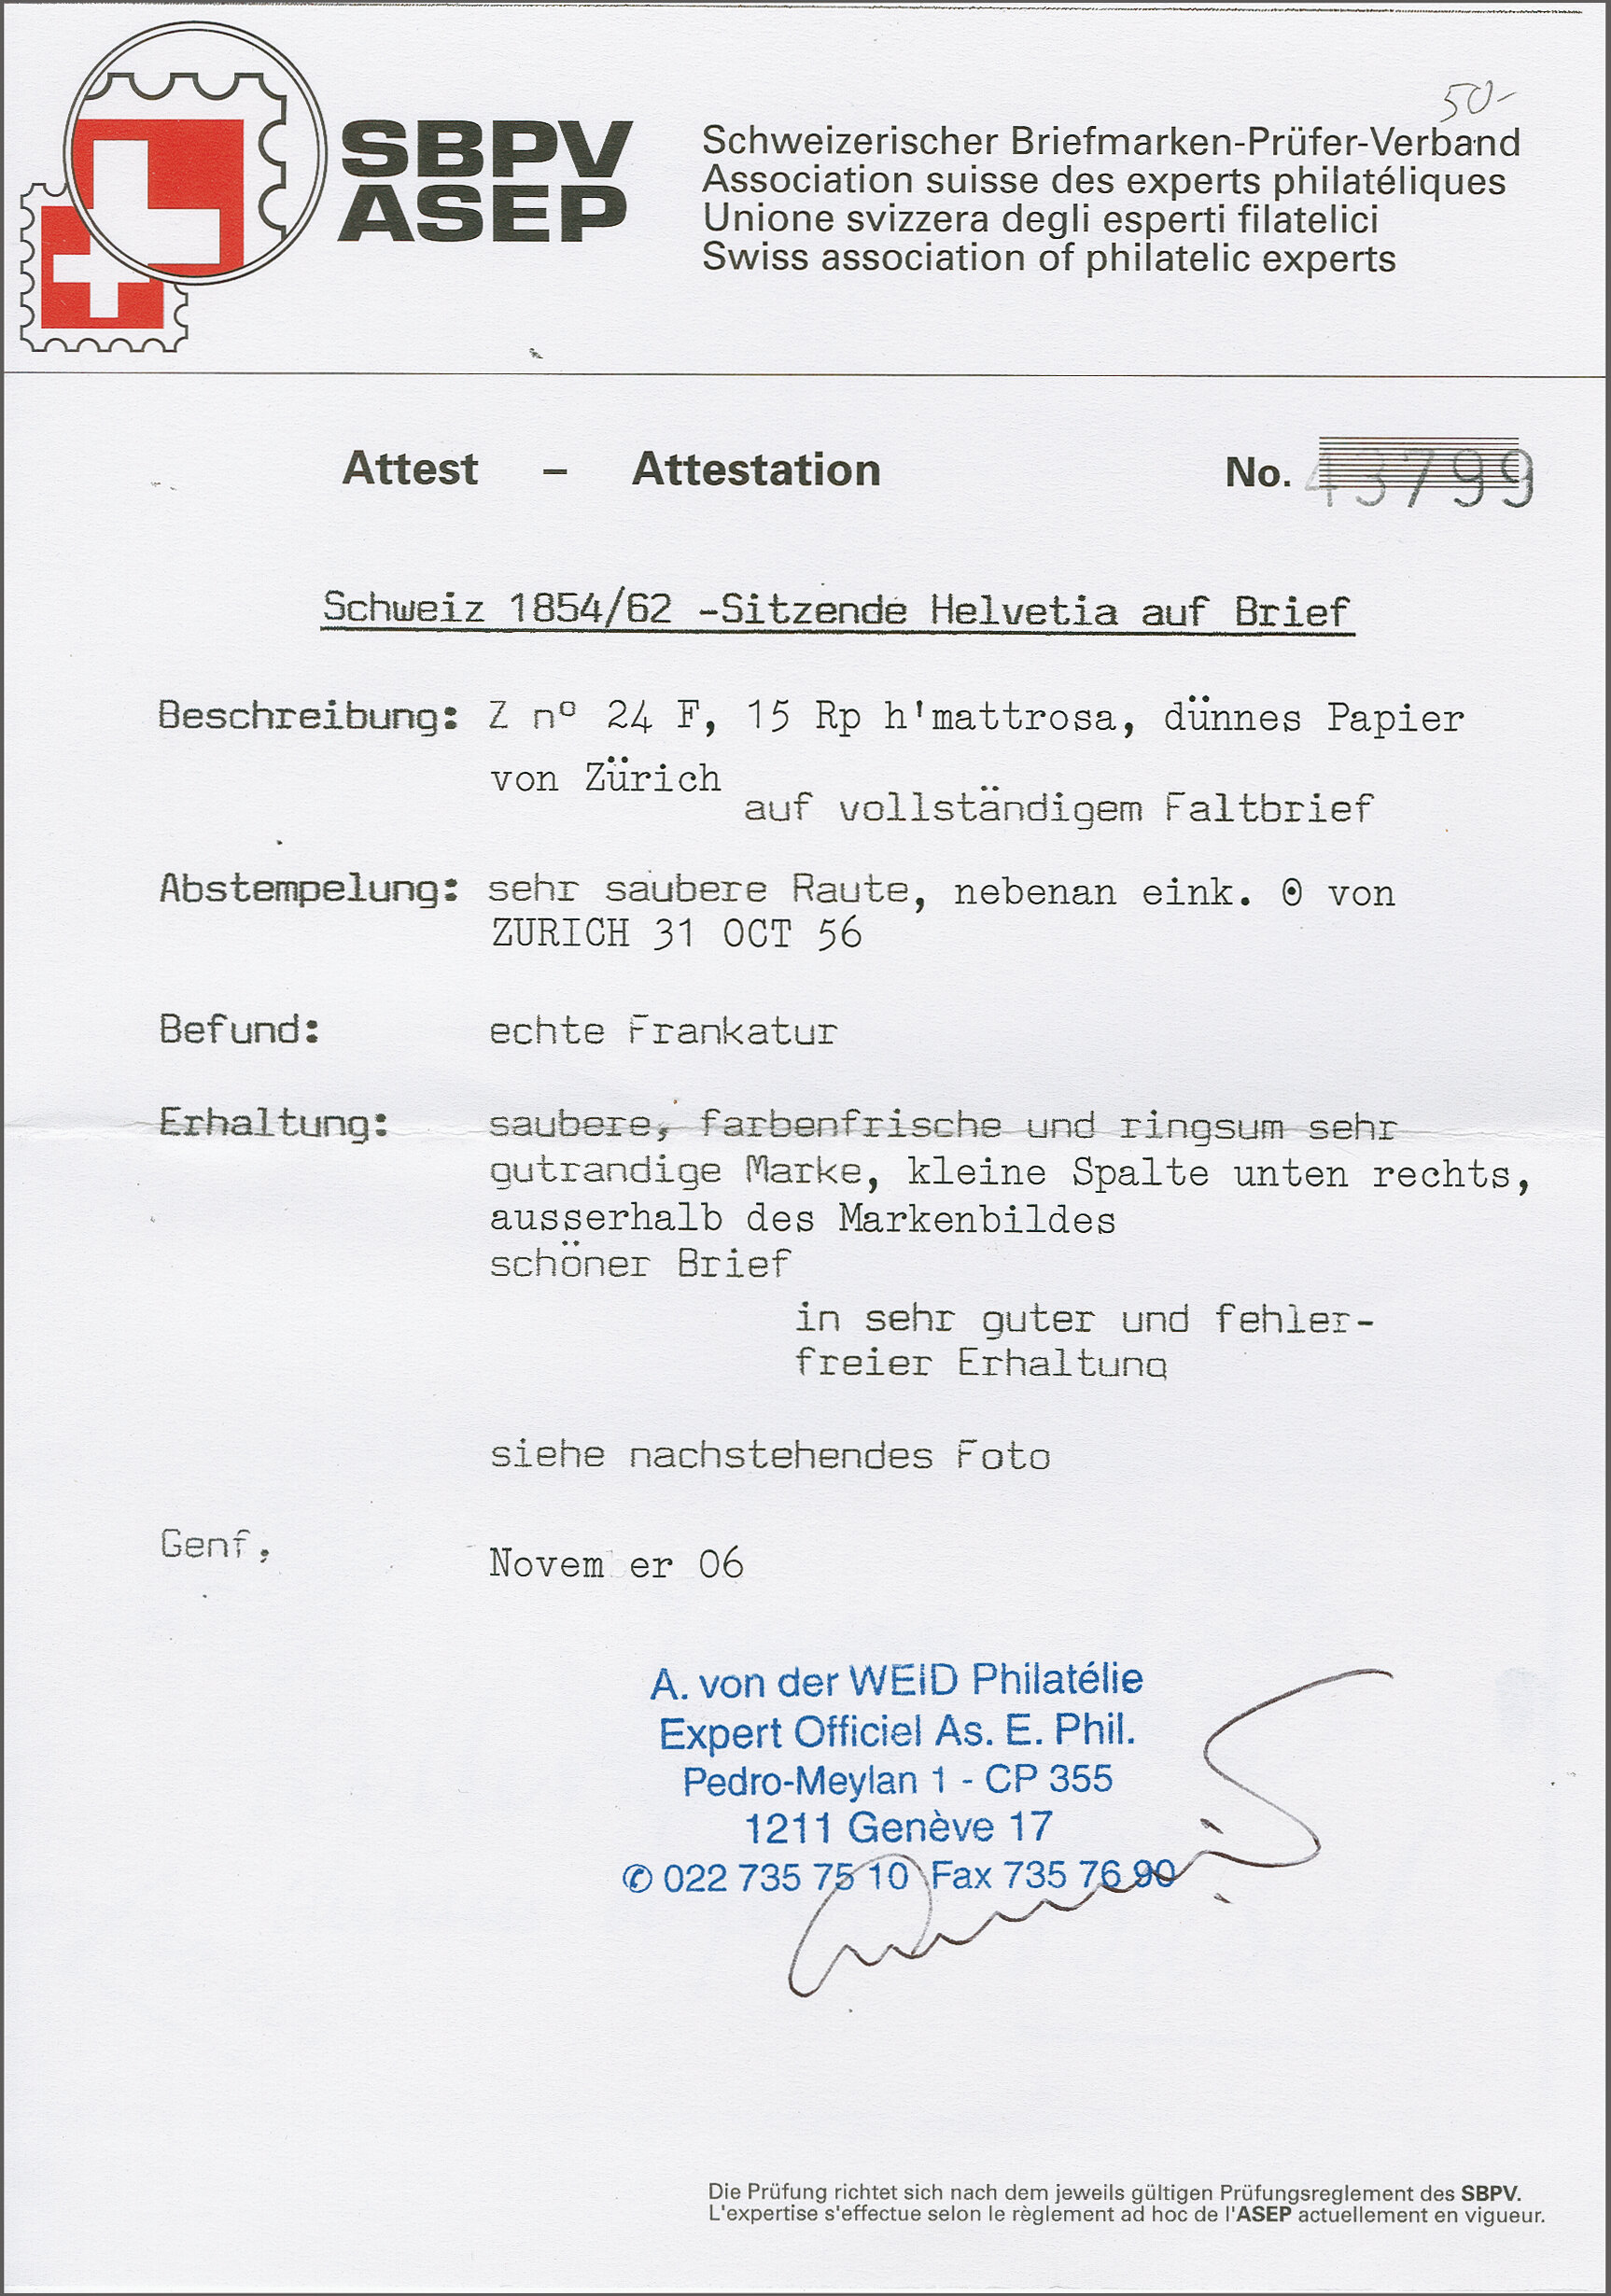 50-
SBPV
ASEP
Schweizerischer Briefmarken-Prüfer-Verband
Association suisse des experts philatéliques
Unione svizzera degli esperti filatelici
Swiss association of philatelic experts
Attest – Attestation No. 43799
Schweiz 1854/62 -Sitzende Helvetia auf Brief
Beschreibung: Z nº 24 F, 15 Rp h'mattrosa, dünnes Papier
von Zürich
auf vollständigem Faltbrief
Abstempelung: sehr saubere Raute, nebenan eink. ʘ von
ZURICH 31 OCT 56
Befund: echte Frankatur
Erhaltung: saubere, farbenfrische und ringsum sehr
gutrandige Marke, kleine Spalte unten rechts,
ausserhalb des Markenbildes
schöner Brief
in sehr guter und fehler-
freier Erhaltung
siehe nachstehendes Foto
Genf,
Novem er 06
A. von der WEID Philatélie
Expert Officiel As. E. Phil.
Pedro-Meylan 1 - CP 355
1211 Genève 17
✆ 022 735 75 10 Fax 735 76 90
Die Prüfung richtet sich nach dem jeweils gültigen Prüfungsreglement des SBPV.
L'expertise s'effectue selon le règlement ad hoc de l'ASEP actuellement en vigueur.